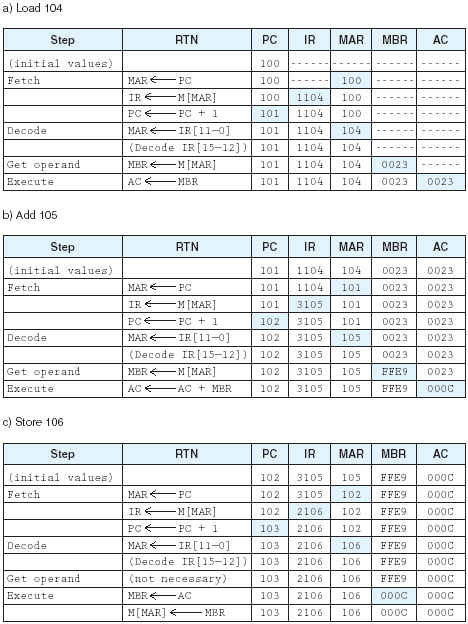 a) Load 104
Step RTN PC IR MAR MBR AC
(initial values) 100 ------ ------ ------ ------
Fetch MAR ← PC 100 ------ 100 ------ ------
IR ← M[MAR] 100 1104 100 ------ ------
PC ← PC + 1 101 1104 100 ------ ------
Decode MAR ← IR[11—0] 101 1104 104 ------ ------
(Decode IR[15—12]) 101 1104 104 ------ ------
Get operand MBR ← M[MAR] 101 1104 104 0023 ------
Execute AC ← MBR 101 1104 104 0023 0023
b) Add 105
Step RTN PC IR MAR MBR AC
(initial values) 101 1104 104 0023 0023
Fetch MAR ← PC 101 1104 101 0023 0023
IR ← M[MAR] 101 3105 101 0023 0023
PC ← PC + 1 102 3105 101 0023 0023
Decode MAR ← IR[11—0] 102 3105 105 0023 0023
(Decode IR[15—12]) 102 3105 105 0023 0023
Get operand MBR ← M[MAR] 102 3105 105 FFE9 0023
Execute AC ← AC + MBR 102 3105 105 FFE9 000C
c) Store 106
Step RTN PC IR MAR MBR AC
(initial values) 102 3105 105 FFE9 000C
Fetch MAR ← PC 102 3105 102 FFE9 000C
IR ← M[MAR] 102 2106 102 FFE9 000C
PC ← PC + 1 103 2106 102 FFE9 000C
Decode MAR ← IR[11—0] 103 2106 106 FFE9 000C
(Decode IR[15—12]) 103 2106 106 FFE9 000C
Get operand (not necessary) 103 2106 106 FFE9 000C
Execute MBR ← AC 103 2106 106 000C 000C
M[MAR] ← MBR 103 2106 106 000C 000C